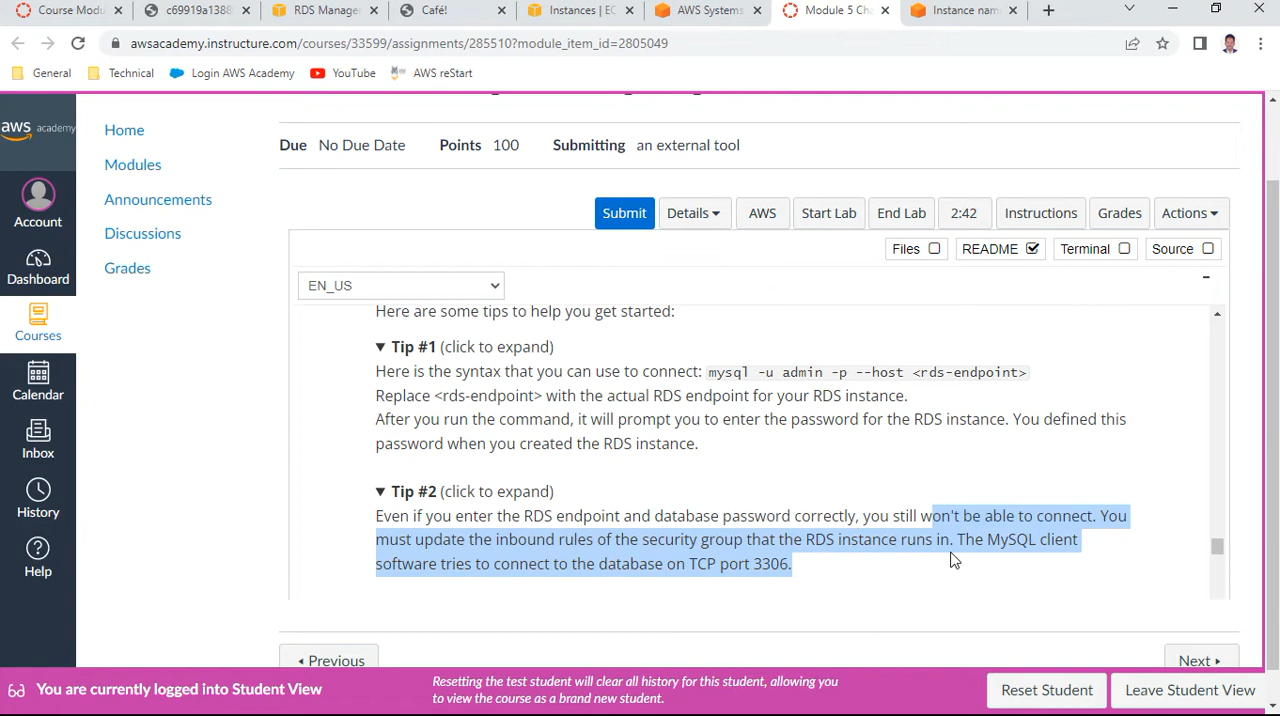 Course Modu
c69919a1388
RDS Manage
Café!
Instances | EC
AWS Systems
Module 5 Cha
Instance nam
awsacademy.instructure.com/courses/33599/assignments/285510?module_item_id=2805049
General
Technical
Login AWS Academy
YouTube
AWS reStart
aws academy
Account
Dashboard
Courses
Calendar
Inbox
History
Help
Home
Modules
Announcements
Discussions
Grades
Due No Due Date Points 100 Submitting an external tool
Submit Details AWS Start Lab End Lab 2:42 Instructions Grades Actions
Files README Terminal Source
EN_US
Here are some tips to help you get started:
Tip #1 (click to expand)
Here is the syntax that you can use to connect: mysql -u admin -p --host <rds-endpoint>
Replace <rds-endpoint> with the actual RDS endpoint for your RDS instance.
After you run the command, it will prompt you to enter the password for the RDS instance. You defined this
password when you created the RDS instance.
Tip #2 (click to expand)
Even if you enter the RDS endpoint and database password correctly, you still won't be able to connect. You
must update the inbound rules of the security group that the RDS instance runs in. The MySQL client
software tries to connect to the database on TCP port 3306.
Previous
Next
You are currently logged into Student View
Resetting the test student will clear all history for this student, allowing you
to view the course as a brand new student.
Reset Student
Leave Student View